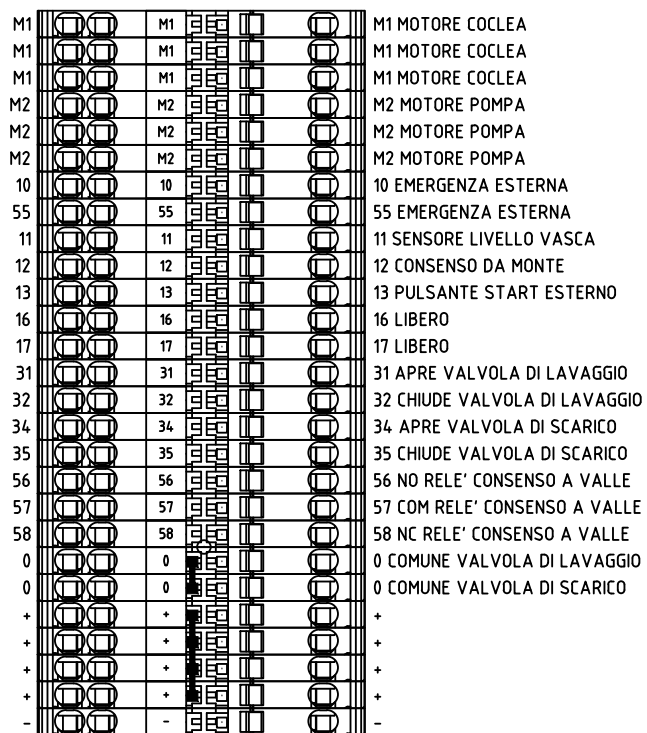 M1 M1 M1 MOTORE COCLEA
M1 M1 M1 MOTORE COCLEA
M1 M1 M1 MOTORE COCLEA
M2 M2 M2 MOTORE POMPA
M2 M2 M2 MOTORE POMPA
M2 M2 M2 MOTORE POMPA
10 10 10 EMERGENZA ESTERNA
55 55 55 EMERGENZA ESTERNA
11 11 11 SENSORE LIVELLO VASCA
12 12 12 CONSENSO DA MONTE
13 13 13 PULSANTE START ESTERNO
16 16 16 LIBERO
17 17 17 LIBERO
31 31 31 APRE VALVOLA DI LAVAGGIO
32 32 32 CHIUDE VALVOLA DI LAVAGGIO
34 34 34 APRE VALVOLA DI SCARICO
35 35 35 CHIUDE VALVOLA DI SCARICO
56 56 56 NO RELE' CONSENSO A VALLE
57 57 57 COM RELE' CONSENSO A VALLE
58 58 58 NC RELE' CONSENSO A VALLE
0 0 0 COMUNE VALVOLA DI LAVAGGIO
0 0 0 COMUNE VALVOLA DI SCARICO
+ + +
+ + +
+ + +
+ + +
- - -